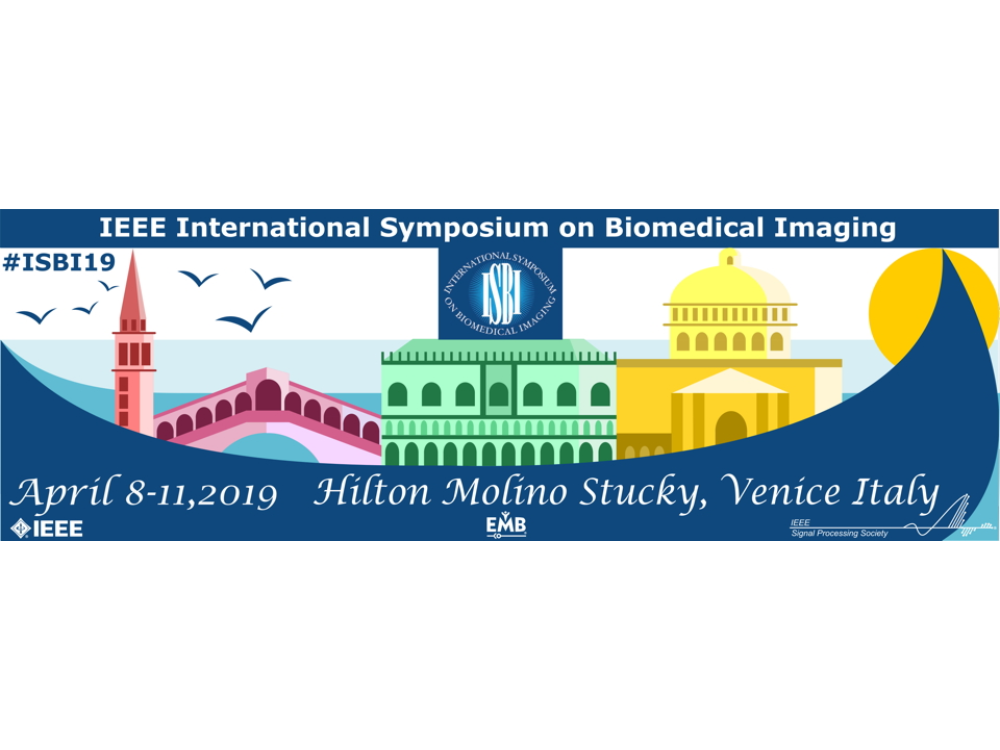 IEEE International Symposium on Biomedical Imaging
#ISBI19
INTERNATIONAL SYMPOSIUM
ISBI
ON BIOMEDICAL IMAGING
April 8-11,2019
Hilton Molino Stucky, Venice Italy
IEEE
EMB
IEEE
Signal Processing Society